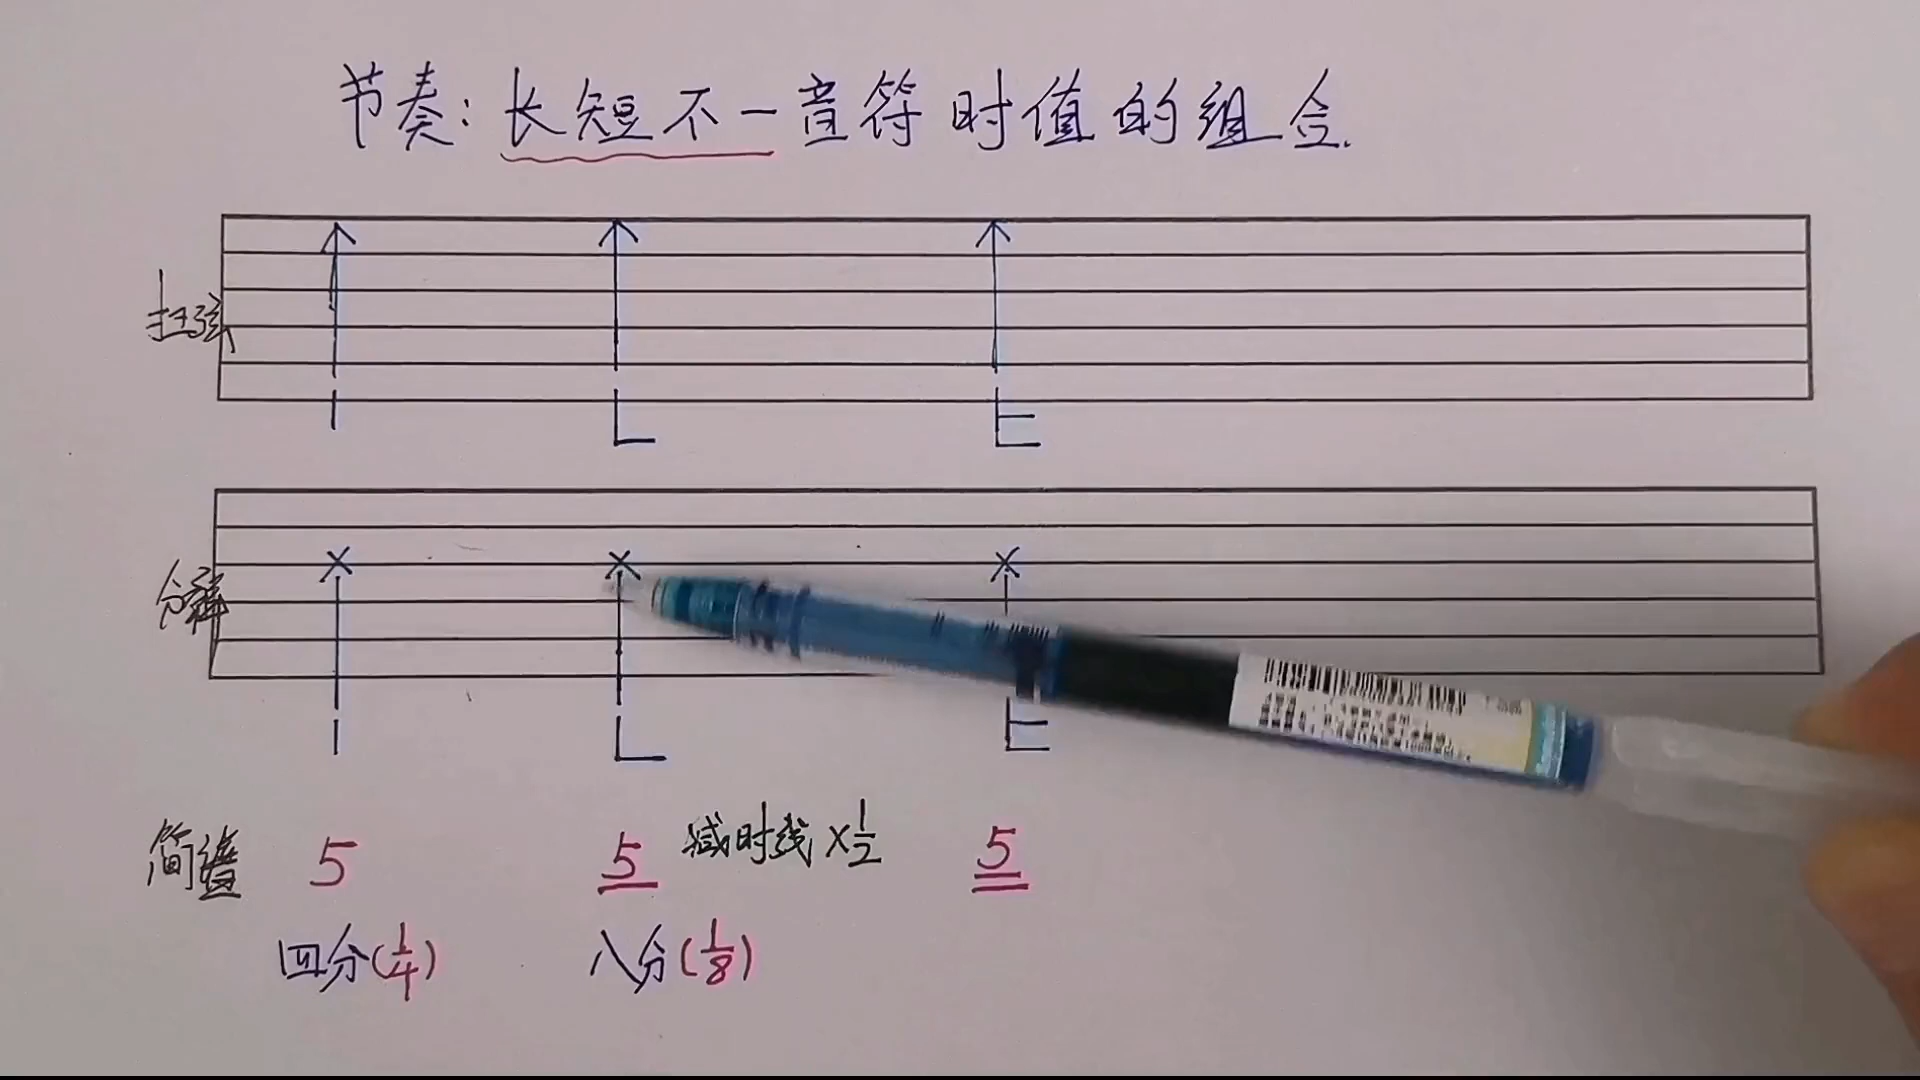 节奏:长短不一音符时值的组合.
扫弦
分解
简谱 5 5 减时线×1/2 5
四分(1/4) 八分(1/8)